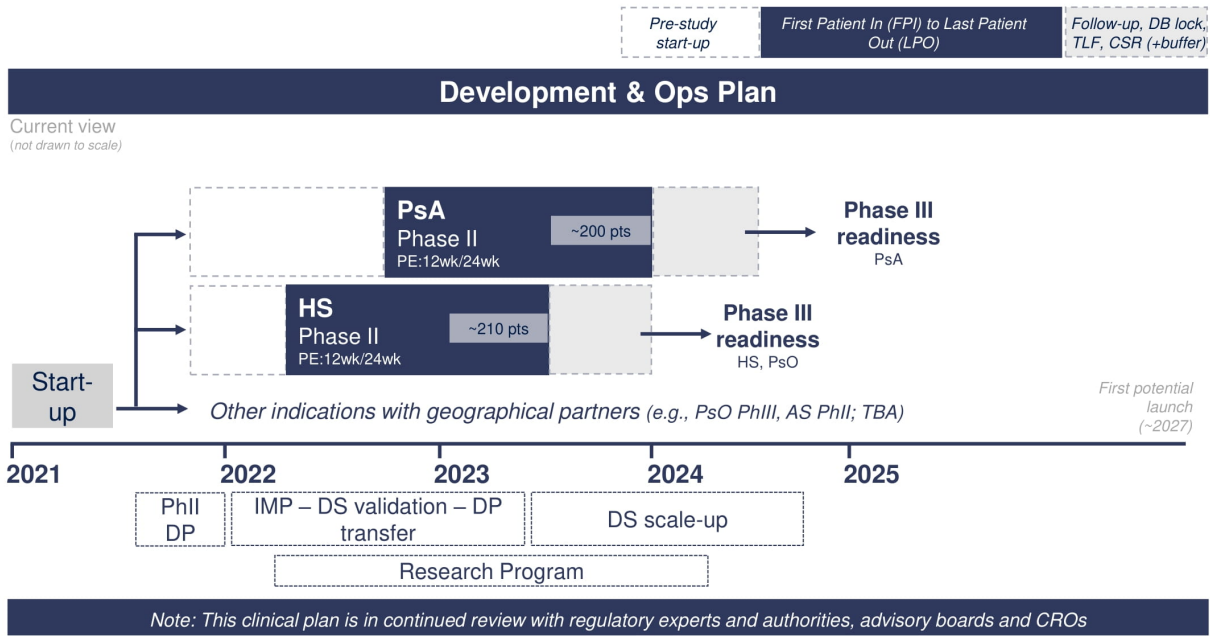 Pre-study
start-up
First Patient In (FPI) to Last Patient
Out (LPO)
Follow-up, DB lock,
TLF, CSR (+buffer)
Development & Ops Plan
Current view
(not drawn to scale)
PsA
Phase II
PE:12wk/24wk
~200 pts
Phase III
readiness
PsA
HS
Phase II
PE:12wk/24wk
~210 pts
Phase III
readiness
HS, PsO
Start-
up
Other indications with geographical partners (e.g., PsO PhIII, AS PhII; TBA)
First potential
launch
(~2027)
2021
2022
2023
2024
2025
PhII
DP
IMP – DS validation – DP
transfer
DS scale-up
Research Program
Note: This clinical plan is in continued review with regulatory experts and authorities, advisory boards and CROs